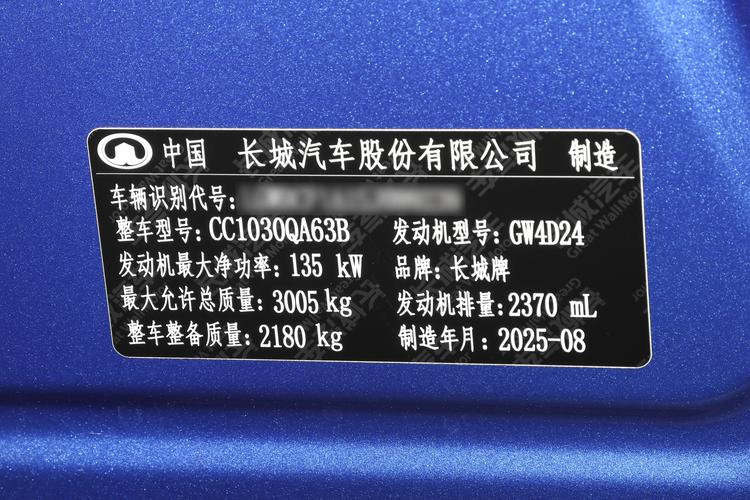 中国 长城汽车股份有限公司 制造
车辆识别代号:
整车型号: CC1030QA63B 发动机型号: GW4D24
发动机最大净功率: 135 kW 品牌: 长城牌
最大允许总质量: 3005 kg 发动机排量: 2370 mL
整车整备质量: 2180 kg 制造年月: 2025-08